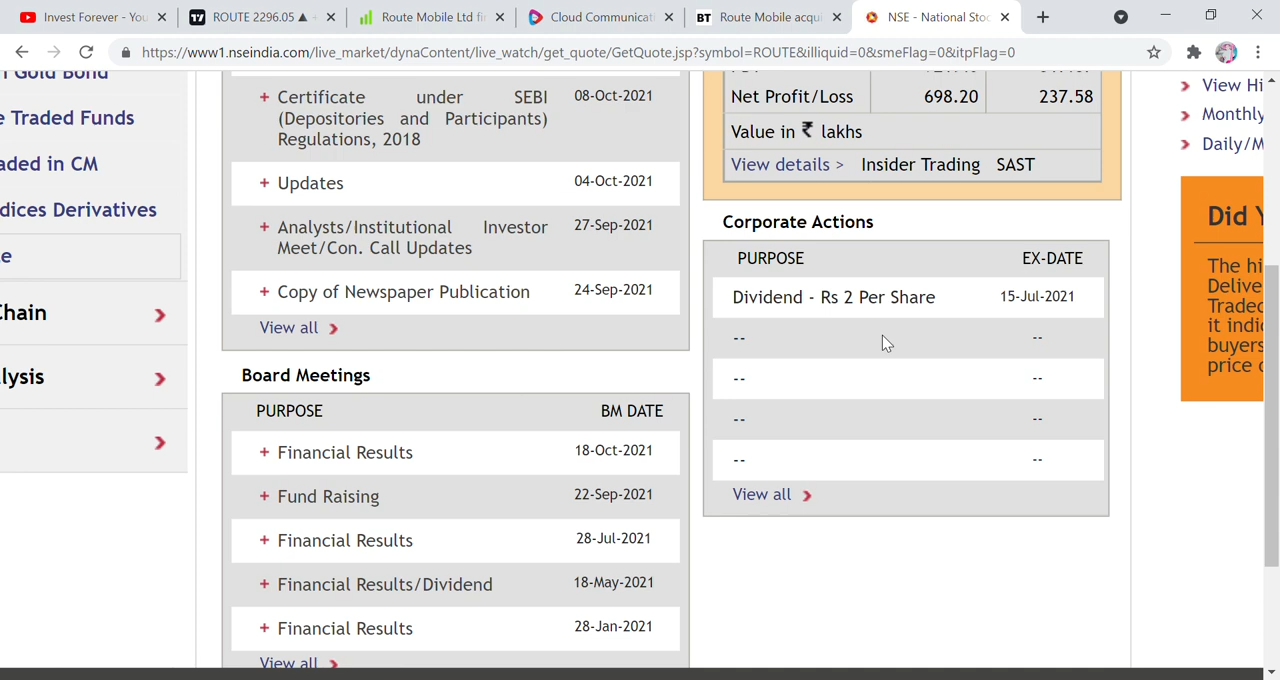 Invest Forever - You
ROUTE 2296.05 ▲
Route Mobile Ltd fi
Cloud Communicati
BT Route Mobile acqui
NSE - National Stoc
https://www1.nseindia.com/live_market/dynaContent/live_watch/get_quote/GetQuote.jsp?symbol=ROUTE&illiquid=0&smeFlag=0&itpFlag=0
Gold Bond
e Traded Funds
aded in CM
dices Derivatives
e
Chain
lysis
+ Certificate under SEBI 08-Oct-2021
(Depositories and Participants)
Regulations, 2018
+ Updates 04-Oct-2021
+ Analysts/Institutional Investor 27-Sep-2021
Meet/Con. Call Updates
+ Copy of Newspaper Publication 24-Sep-2021
View all
Board Meetings
PURPOSE BM DATE
+ Financial Results 18-Oct-2021
+ Fund Raising 22-Sep-2021
+ Financial Results 28-Jul-2021
+ Financial Results/Dividend 18-May-2021
+ Financial Results 28-Jan-2021
View all
Net Profit/Loss 698.20 237.58
Value in ₹ lakhs
View details > Insider Trading SAST
Corporate Actions
PURPOSE EX-DATE
Dividend - Rs 2 Per Share 15-Jul-2021
-- --
-- --
-- --
-- --
View all
View Hi
Monthly
Daily/M
Did Y
The hi
Delive
Traded
it indic
buyers
price o